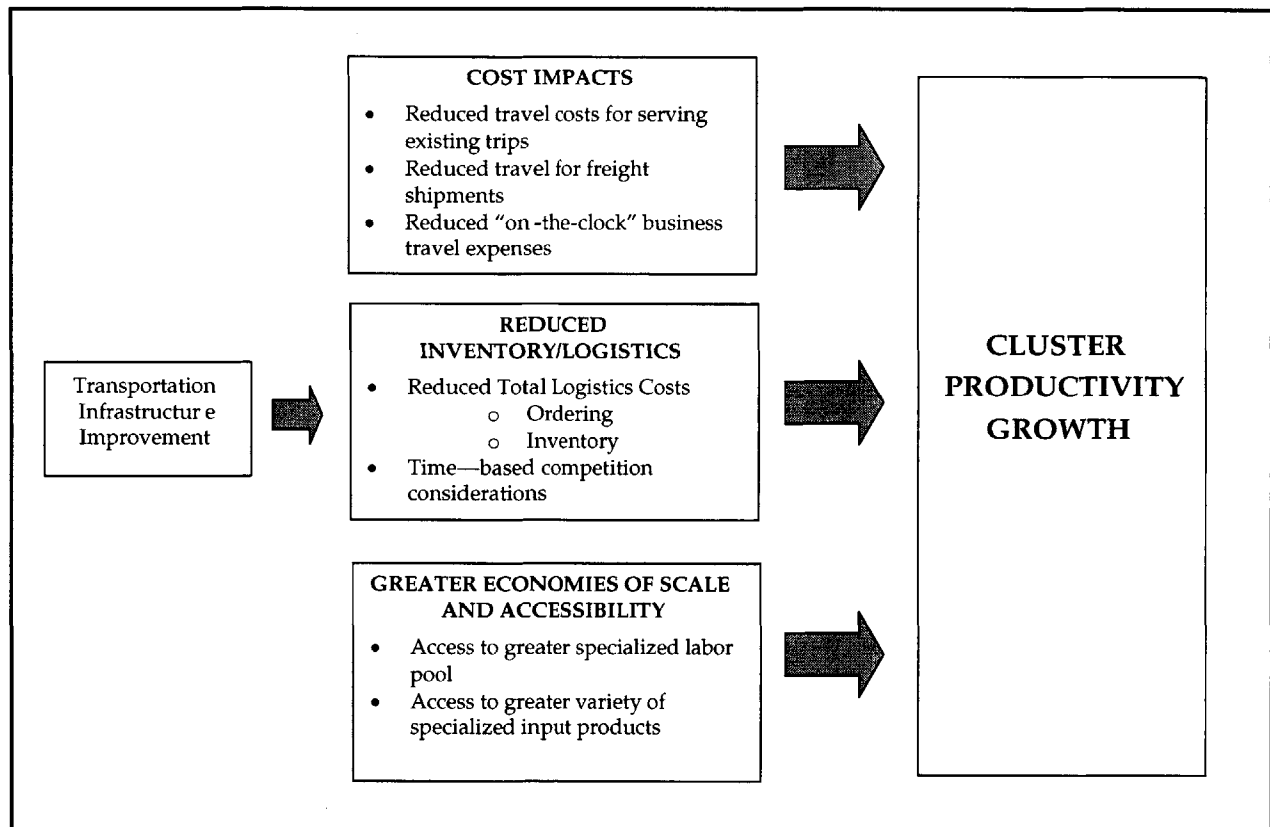 Transportation
Infrastructur e
Improvement
COST IMPACTS
• Reduced travel costs for serving
existing trips
• Reduced travel for freight
shipments
• Reduced "on -the-clock" business
travel expenses
REDUCED
INVENTORY/LOGISTICS
• Reduced Total Logistics Costs
o Ordering
o Inventory
• Time—based competition
considerations
GREATER ECONOMIES OF SCALE
AND ACCESSIBILITY
• Access to greater specialized labor
pool
• Access to greater variety of
specialized input products
CLUSTER
PRODUCTIVITY
GROWTH